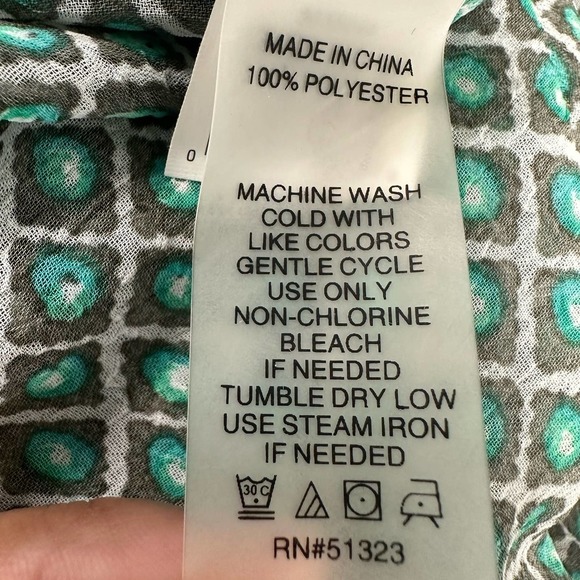 MADE IN CHINA
100% POLYESTER
0
MACHINE WASH
COLD WITH
LIKE COLORS
GENTLE CYCLE
USE ONLY
NON-CHLORINE
BLEACH
IF NEEDED
TUMBLE DRY LOW
USE STEAM IRON
IF NEEDED
30 C
RN#51323